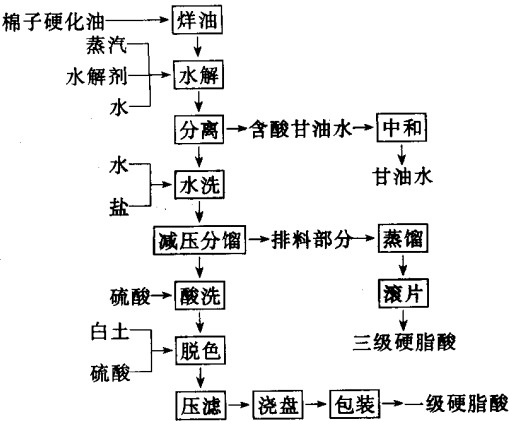 棉子硬化油 烊油
蒸汽
水解剂 水解
水
分离 含酸甘油水 中和
水 甘油水
水洗
盐
减压分馏 排料部分 蒸馏
硫酸 酸洗 滚片
白土 三级硬脂酸
脱色
硫酸
压滤 浇盘 包装 一级硬脂酸